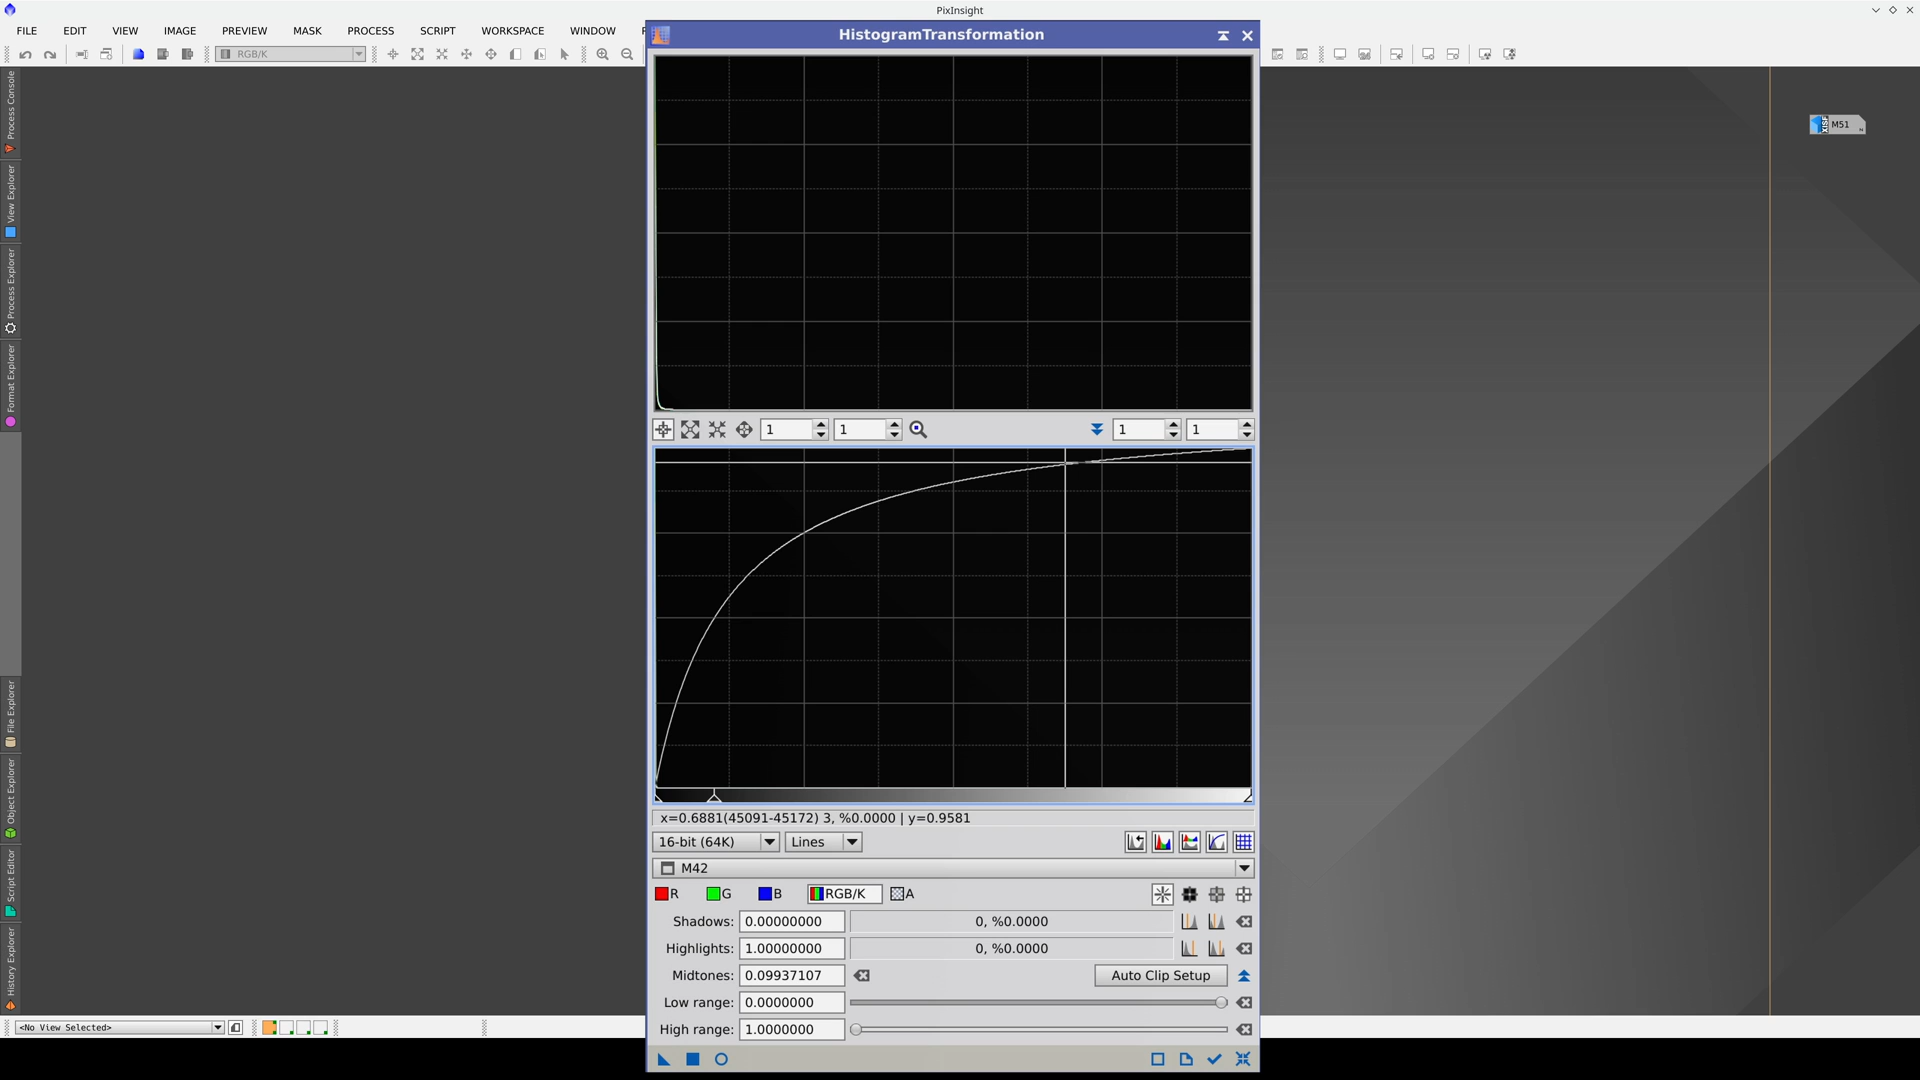 PixInsight
FILE EDIT VIEW IMAGE PREVIEW MASK PROCESS SCRIPT WORKSPACE WINDOW
HistogramTransformation
RGB/K
Process Console
View Explorer
Process Explorer
Format Explorer
File Explorer
Object Explorer
Script Editor
History Explorer
XISF M51
1 1 1 1
x=0.6881(45091-45172) 3, %0.0000 | y=0.9581
16-bit (64K) Lines
M42
R G B RGB/K A
Shadows: 0.00000000 0, %0.0000
Highlights: 1.00000000 0, %0.0000
Midtones: 0.09937107 Auto Clip Setup
Low range: 0.0000000
High range: 1.0000000
<No View Selected>